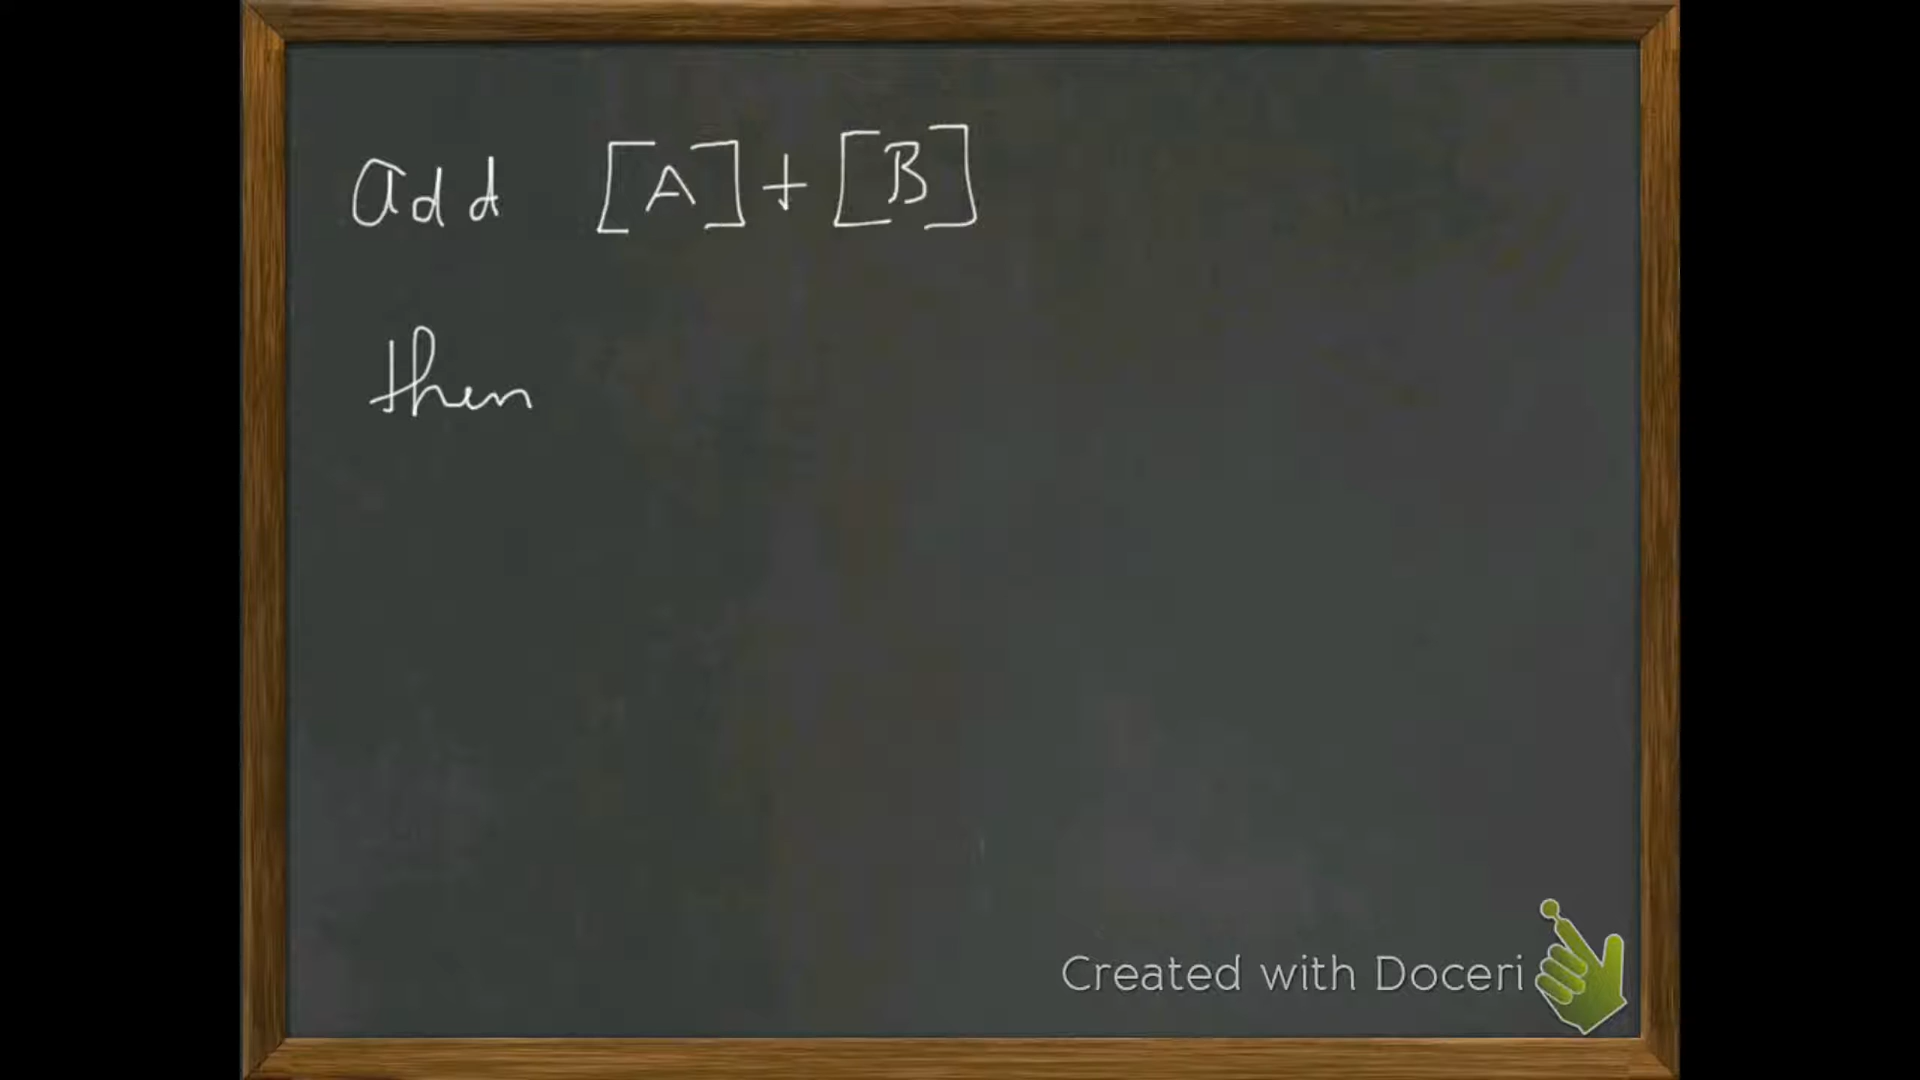 add [A] + [B]
then
Created with Doceri